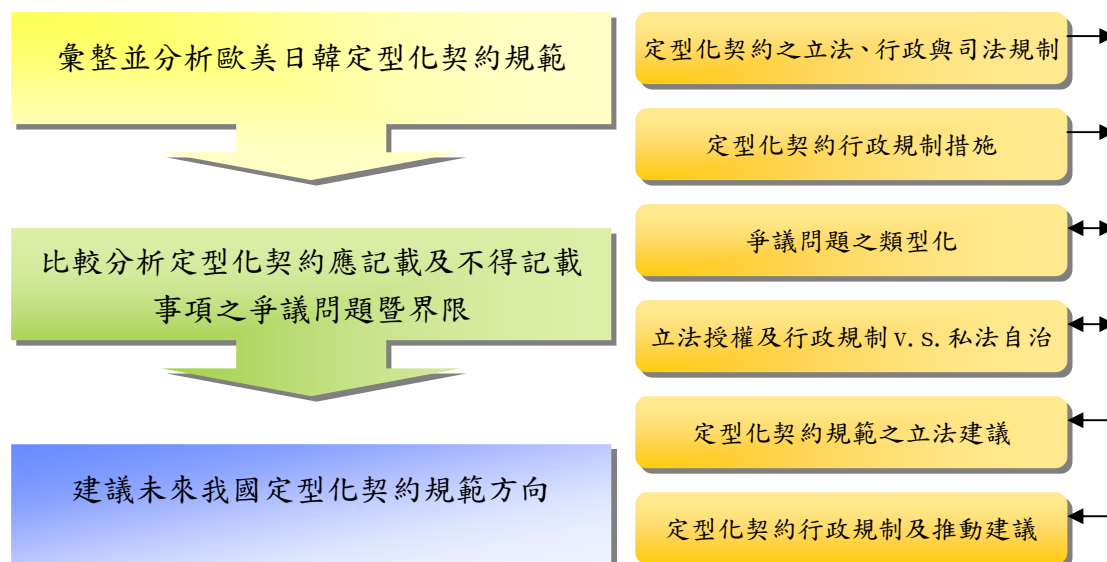 彙整並分析歐美日韓定型化契約規範
比較分析定型化契約應記載及不得記載
事項之爭議問題暨界限
建議未來我國定型化契約規範方向
定型化契約之立法、行政與司法規制
定型化契約行政規制措施
爭議問題之類型化
立法授權及行政規制 v.s.私法自治
定型化契約規範之立法建議
定型化契約行政規制及推動建議